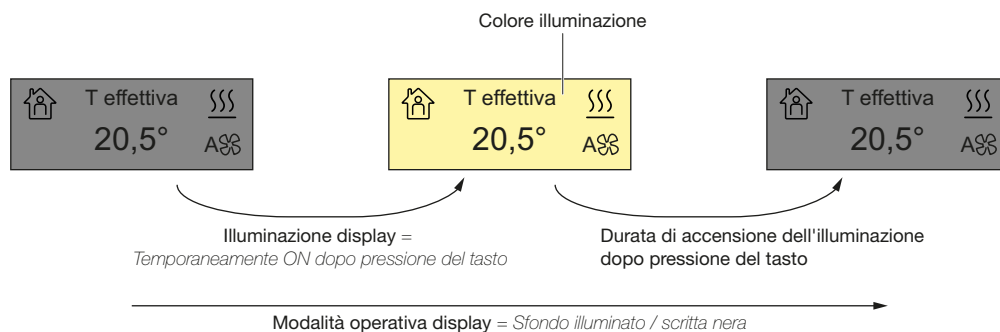 Colore illuminazione
T effettiva
20,5°
A
T effettiva
20,5°
A
T effettiva
20,5°
A
Illuminazione display =
Temporaneamente ON dopo pressione del tasto
Durata di accensione dell'illuminazione
dopo pressione del tasto
Modalità operativa display = Sfondo illuminato / scritta nera